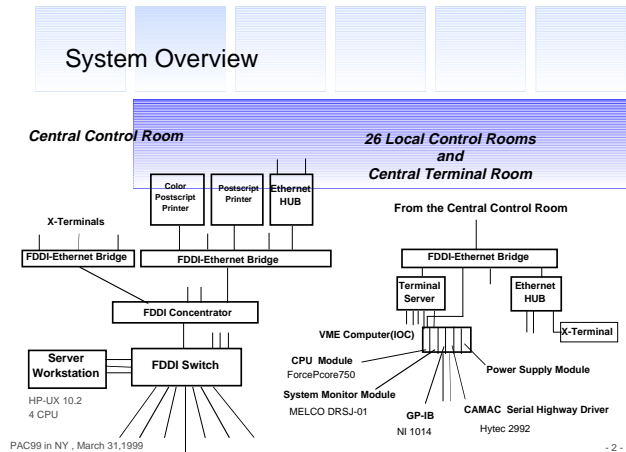 System Overview
Central Control Room
26 Local Control Rooms
and
Central Terminal Room
Color
Postscript
Printer
Postscript
Printer
Ethernet
HUB
X-Terminals
FDDI-Ethernet Bridge
FDDI-Ethernet Bridge
FDDI Concentrator
Server
Workstation
FDDI Switch
HP-UX 10.2
4 CPU
From the Central Control Room
FDDI-Ethernet Bridge
Terminal
Server
Ethernet
HUB
X-Terminal
VME Computer(IOC)
CPU Module
ForcePcore750
Power Supply Module
System Monitor Module
MELCO DRSJ-01
GP-IB
NI 1014
CAMAC Serial Highway Driver
Hytec 2992
PAC99 in NY , March 31,1999
- 2 -